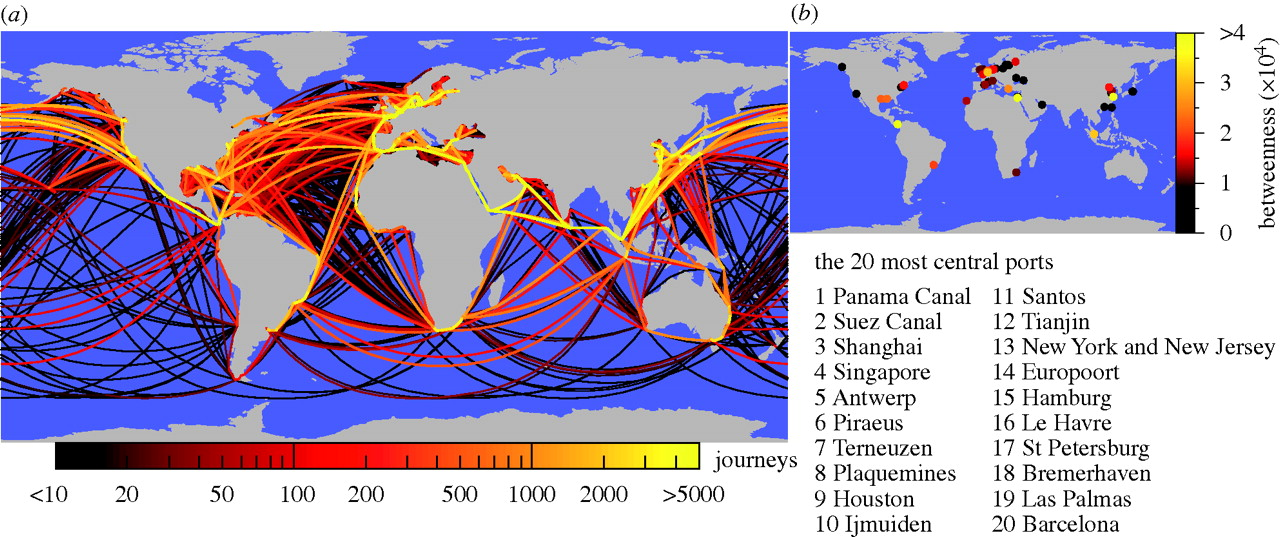 (a)
<10 20 50 100 200 500 1000 2000 >5000
journeys
(b)
>4
3
2
1
0
betweenness (×10⁴)
the 20 most central ports
1 Panama Canal
2 Suez Canal
3 Shanghai
4 Singapore
5 Antwerp
6 Piraeus
7 Terneuzen
8 Plaquemines
9 Houston
10 Ijmuiden
11 Santos
12 Tianjin
13 New York and New Jersey
14 Europoort
15 Hamburg
16 Le Havre
17 St Petersburg
18 Bremerhaven
19 Las Palmas
20 Barcelona